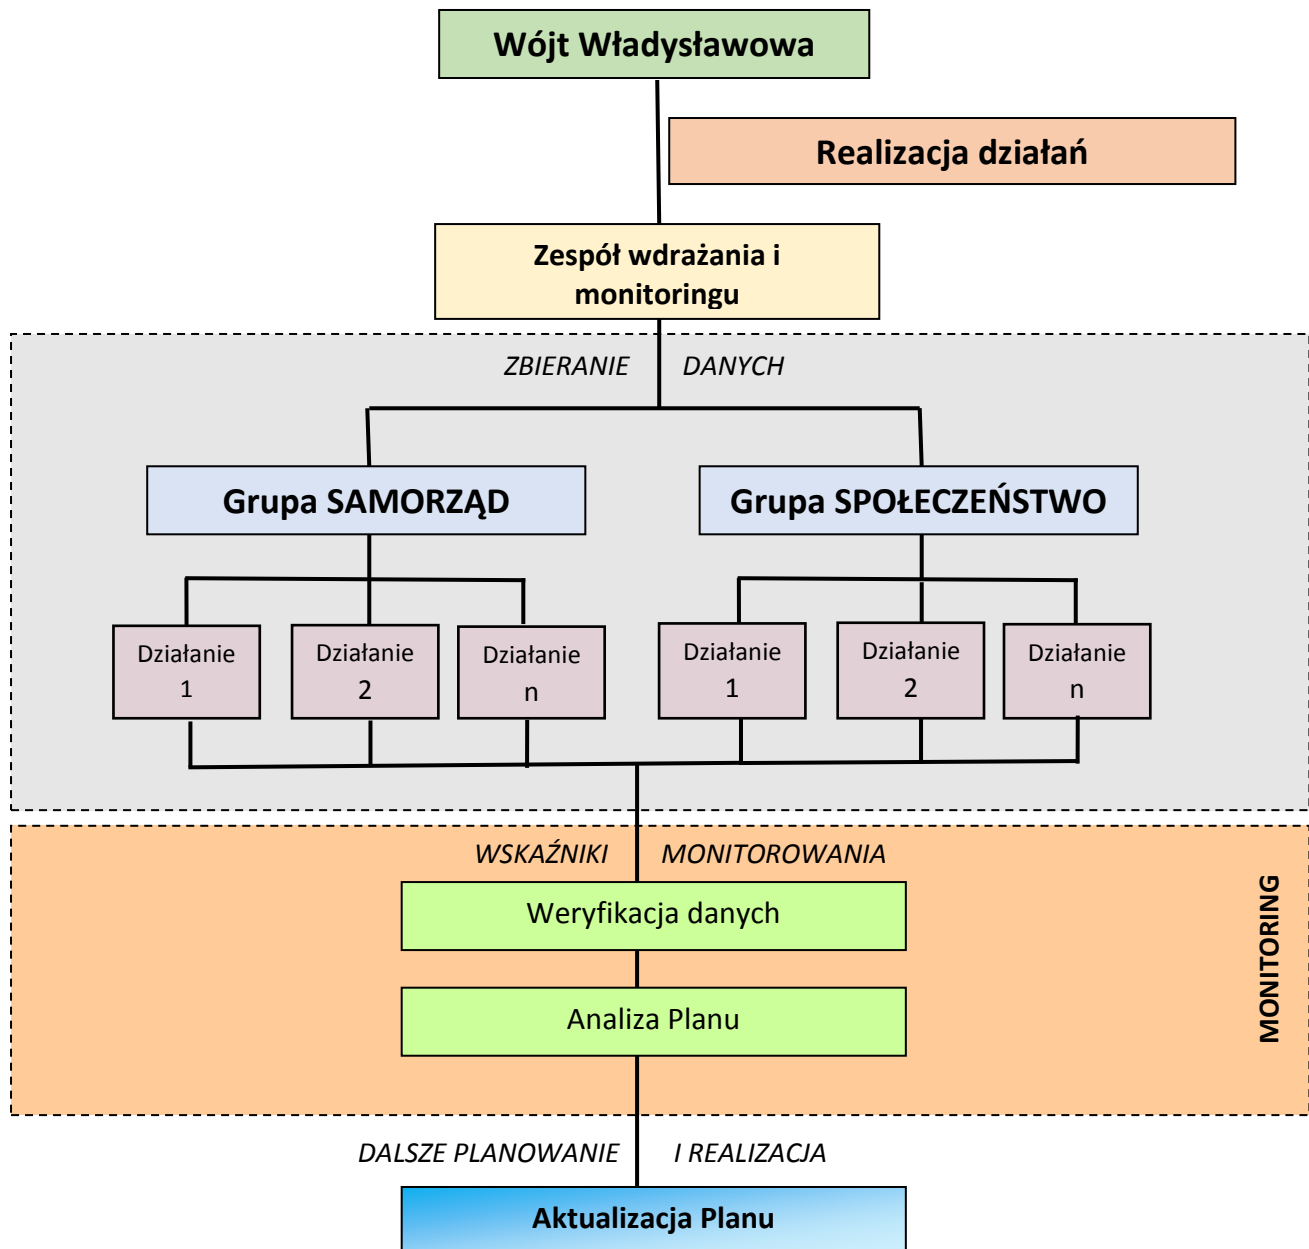 Wójt Władysławowa
Realizacja działań
Zespół wdrażania i
monitoringu
ZBIERANIE DANYCH
Grupa SAMORZĄD
Grupa SPOŁECZEŃSTWO
Działanie
1
Działanie
2
Działanie
n
Działanie
1
Działanie
2
Działanie
n
WSKAŹNIKI MONITOROWANIA
Weryfikacja danych
Analiza Planu
MONITORING
DALSZE PLANOWANIE I REALIZACJA
Aktualizacja Planu